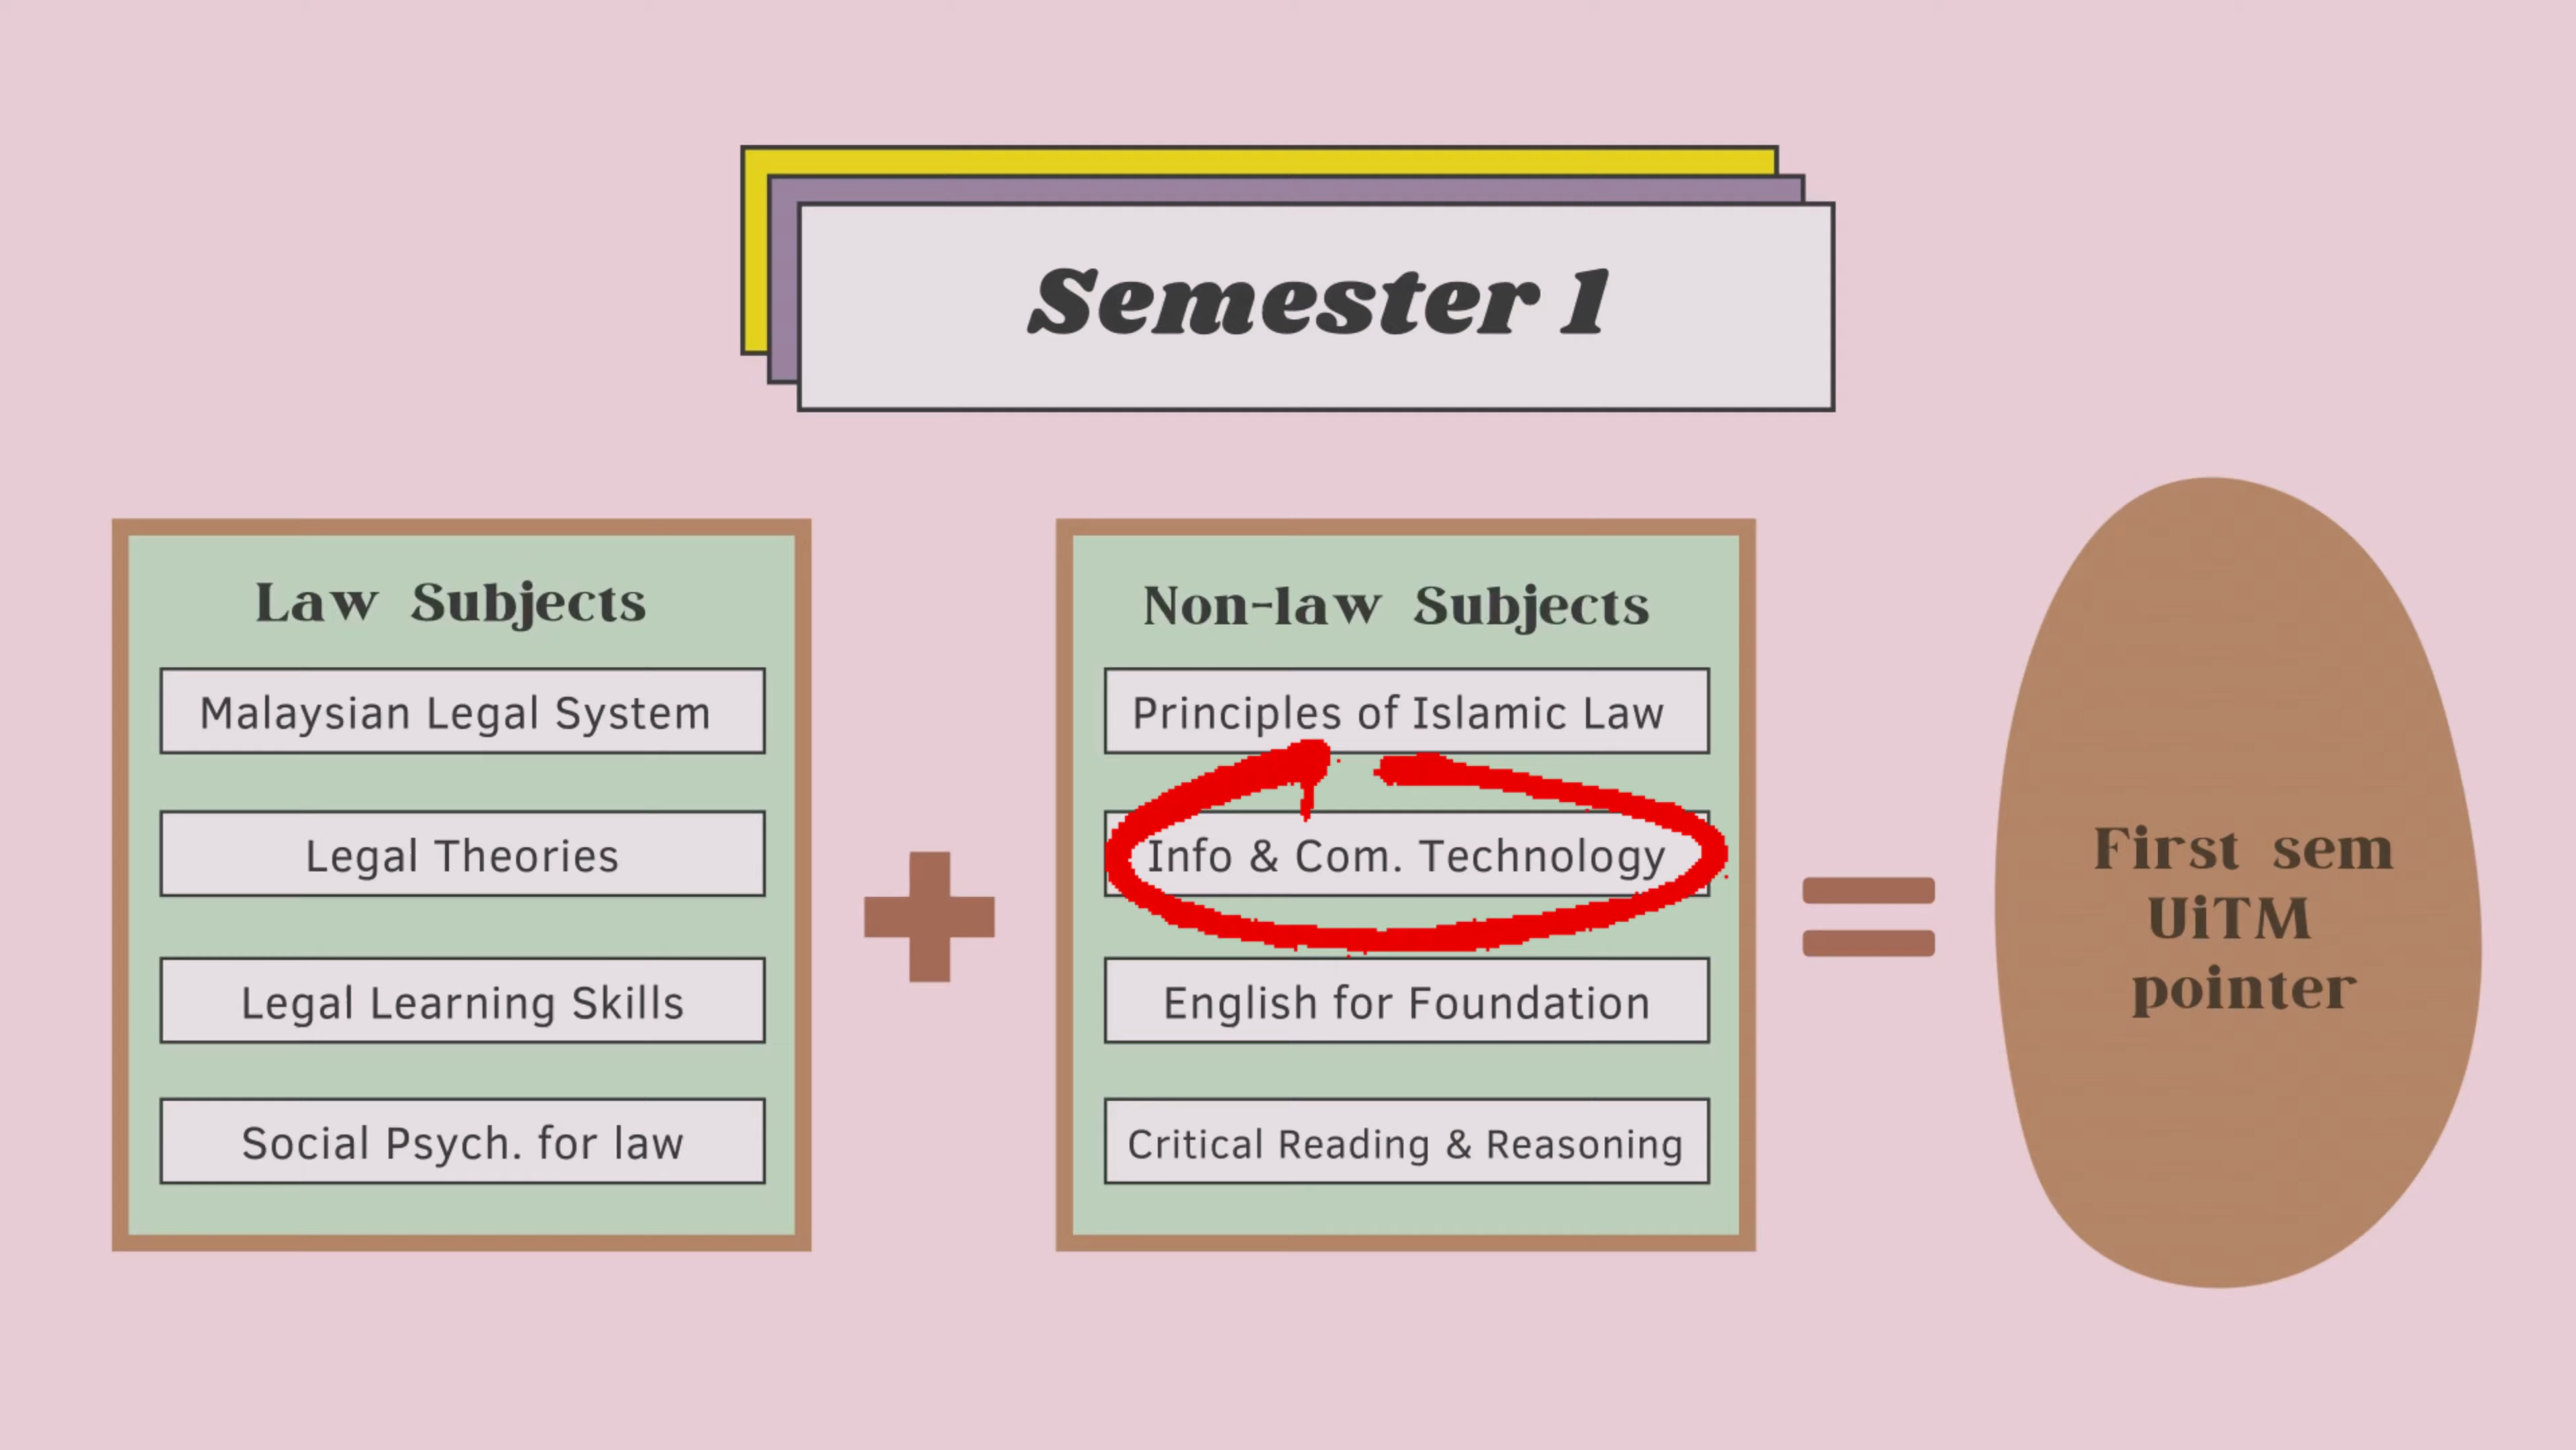 Semester 1
Law Subjects
Malaysian Legal System
Legal Theories
Legal Learning Skills
Social Psych. for law
Non-law Subjects
Principles of Islamic Law
Info & Com. Technology
English for Foundation
Critical Reading & Reasoning
First sem
UiTM
pointer